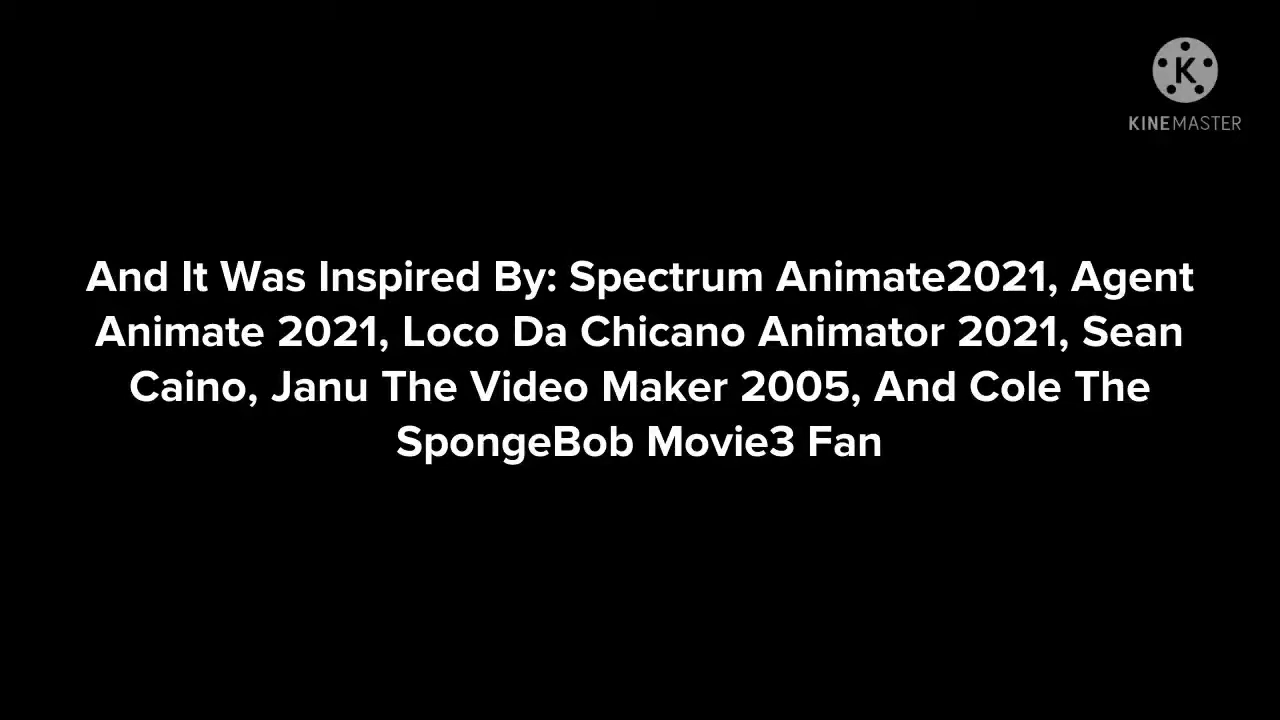 K
KINEMASTER
And It Was Inspired By: Spectrum Animate2021, Agent
Animate 2021, Loco Da Chicano Animator 2021, Sean
Caino, Janu The Video Maker 2005, And Cole The
SpongeBob Movie3 Fan